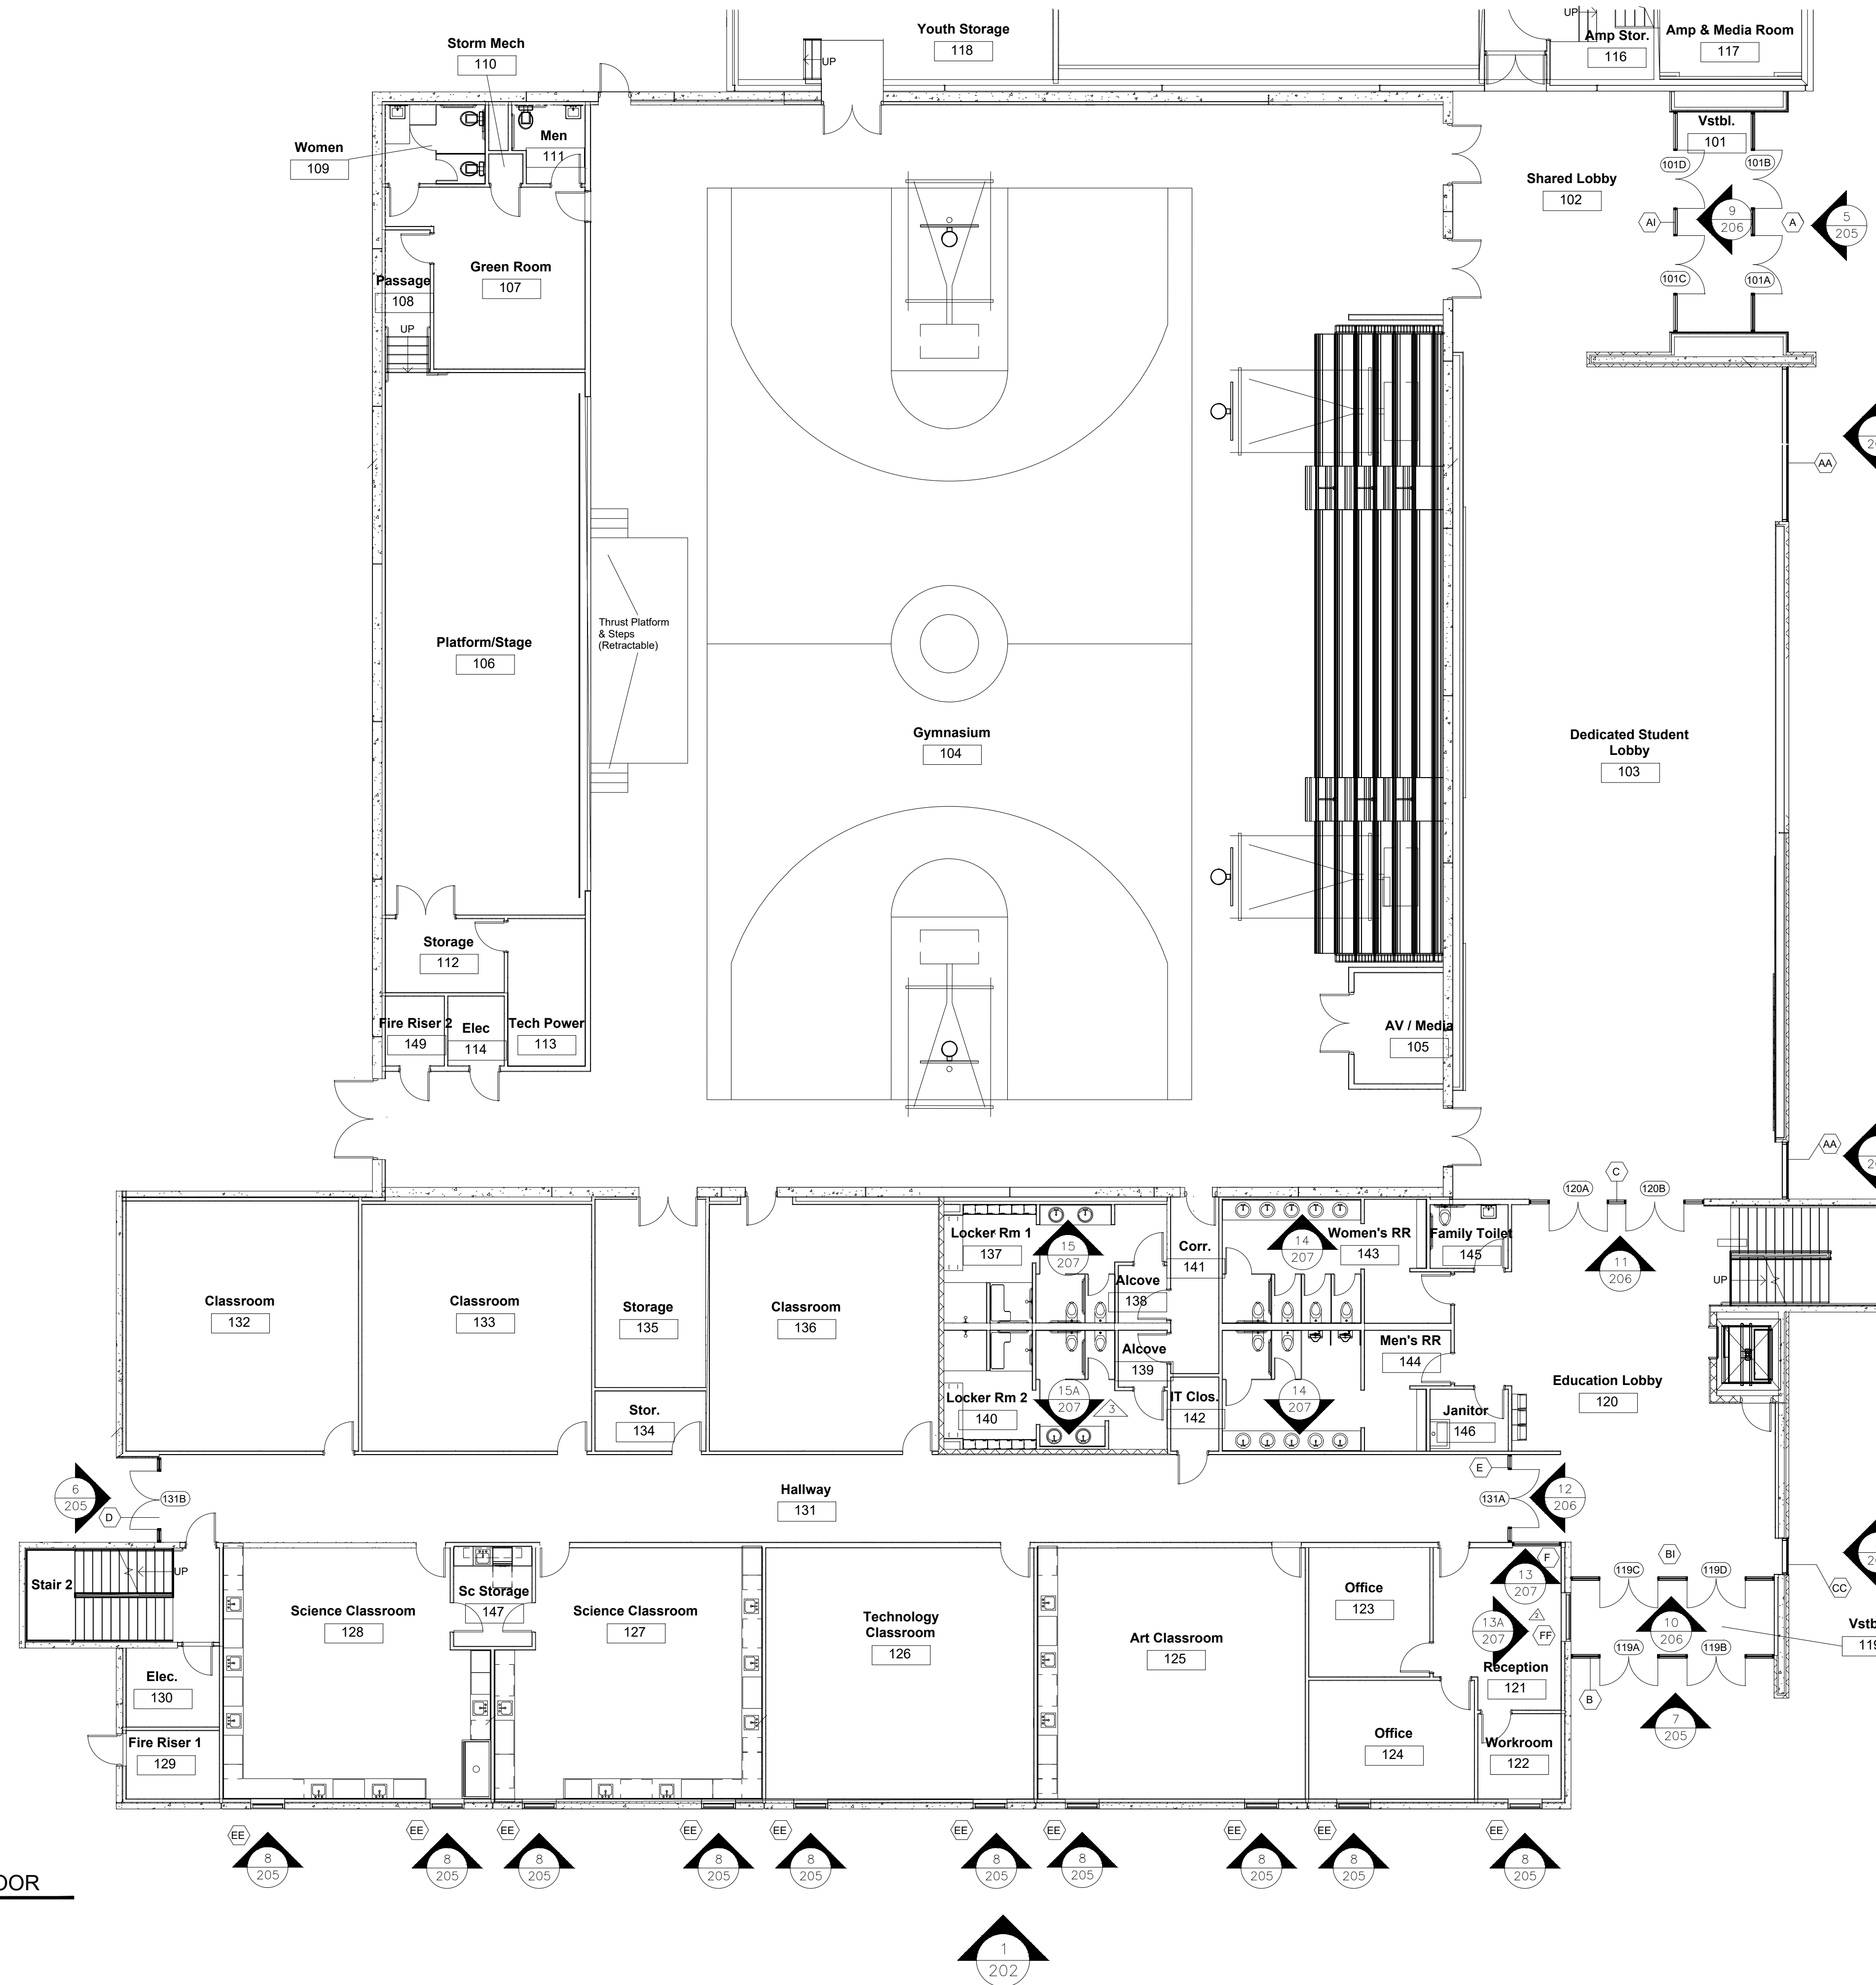 Youth Storage
118
UP
UP
Amp Stor.
116
Amp & Media Room
117
Storm Mech
110
Women
109
Men
111
Vstbl.
101
101D
101B
Shared Lobby
102
AI
9
206
A
5
205
101C
101A
Green Room
107
Passage
108
UP
AA
Thrust Platform
& Steps
(Retractable)
Platform/Stage
106
Gymnasium
104
Dedicated Student
Lobby
103
Storage
112
Fire Riser 2
149
Elec
114
Tech Power
113
AV / Media
105
AA
C
120A
120B
11
206
Locker Rm 1
137
15
207
Corr.
141
14
207
Women's RR
143
Family Toilet
145
UP
Alcove
138
Classroom
132
Classroom
133
Storage
135
Classroom
136
Alcove
139
Men's RR
144
Education Lobby
120
Locker Rm 2
140
15A
207
3
IT Clos.
142
14
207
Janitor
146
Stor.
134
6
205
D
131B
Hallway
131
E
131A
12
206
Stair 2
UP
Sc Storage
147
Science Classroom
128
Science Classroom
127
Technology
Classroom
126
Art Classroom
125
Office
123
F
13
207
13A
207
2
FF
Reception
121
119C
BI
119D
10
206
119A
119B
CC
B
7
205
Elec.
130
Fire Riser 1
129
Office
124
Workroom
122
EE
EE
EE
EE
EE
EE
EE
EE
EE
EE
8
205
8
205
8
205
8
205
8
205
8
205
8
205
8
205
8
205
8
205
1
202